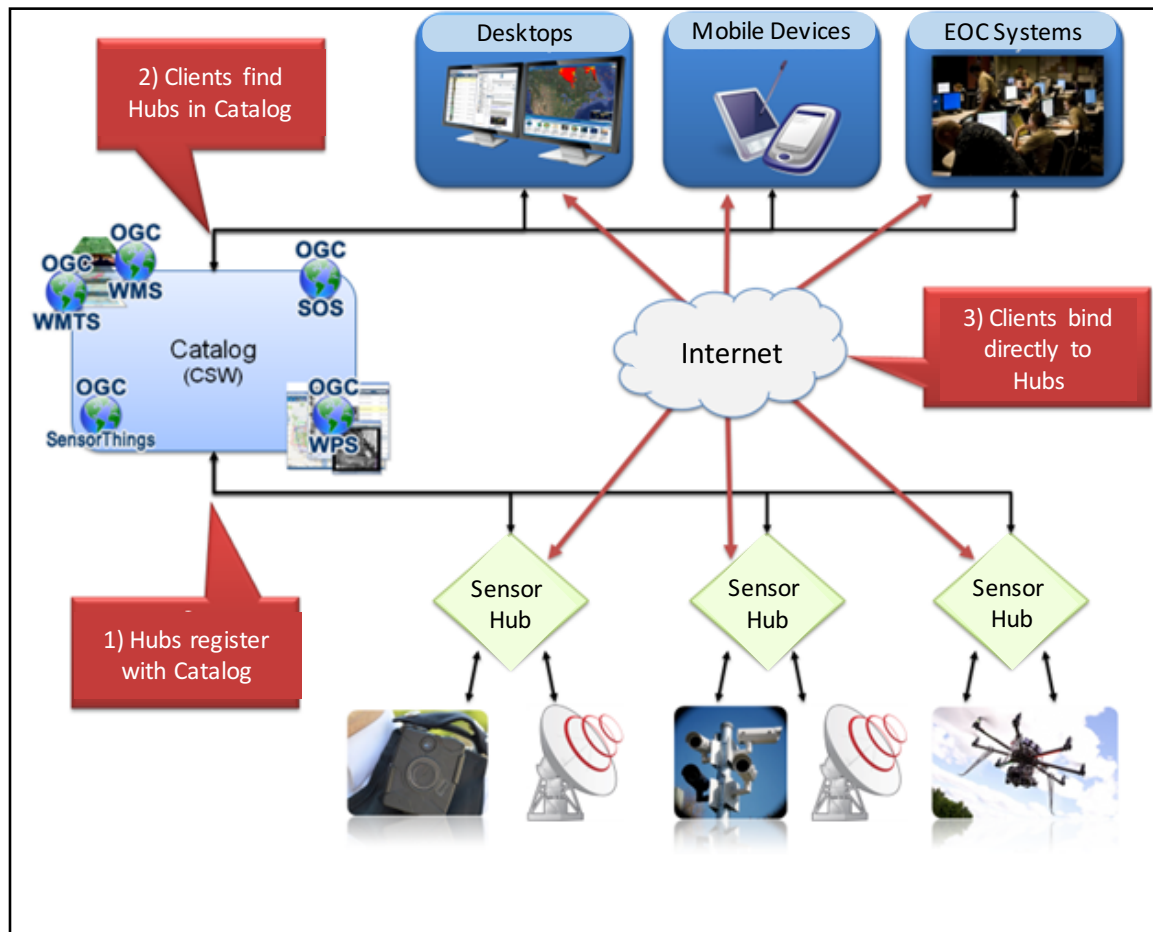 Desktops
Mobile Devices
EOC Systems
2) Clients find
Hubs in Catalog
OGC
WMS
OGC
WMTS
OGC
SOS
Catalog
(CSW)
OGC
SensorThings
OGC
WPS
Internet
3) Clients bind
directly to
Hubs
Sensor
Hub
Sensor
Hub
Sensor
Hub
1) Hubs register
with Catalog